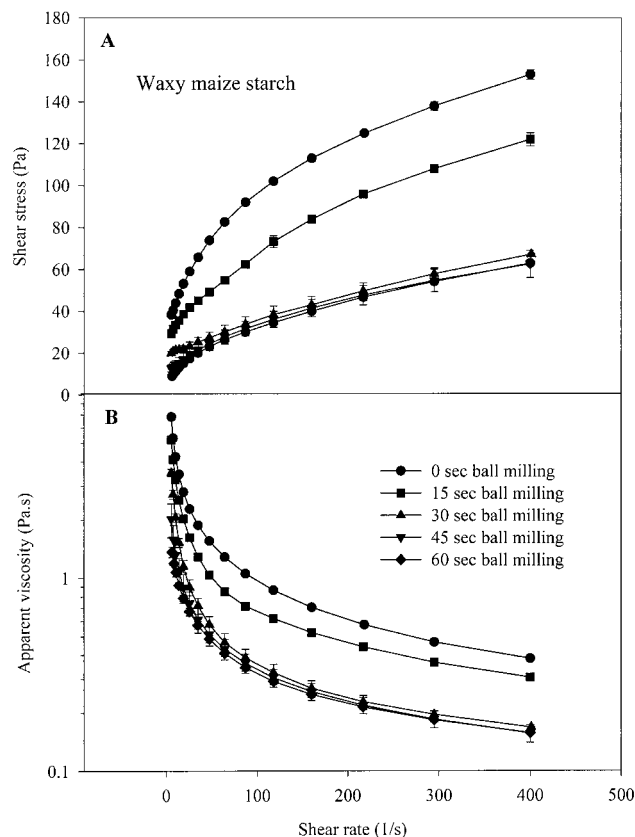 180
A
160
Waxy maize starch
140
120
100
80
60
40
20
0
Shear stress (Pa)
B
0 sec ball milling
15 sec ball milling
30 sec ball milling
45 sec ball milling
60 sec ball milling
1
0.1
Apparent viscosity (Pa.s)
0 100 200 300 400 500
Shear rate (1/s)